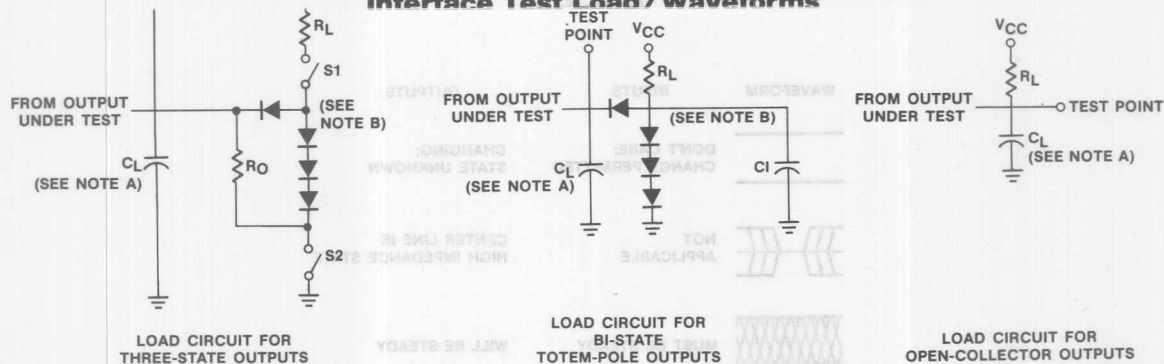 Interface Test Load/Waveforms
RL
S1
FROM OUTPUT
UNDER TEST
(SEE
NOTE B)
CL
(SEE NOTE A)
RO
S2
LOAD CIRCUIT FOR
THREE-STATE OUTPUTS
TEST
POINT
VCC
RL
FROM OUTPUT
UNDER TEST
(SEE NOTE B)
CL
(SEE NOTE A)
CI
LOAD CIRCUIT FOR
BI-STATE
TOTEM-POLE OUTPUTS
VCC
RL
FROM OUTPUT
UNDER TEST
TEST POINT
CL
(SEE NOTE A)
LOAD CIRCUIT FOR
OPEN-COLLECTOR OUTPUTS
WAVEFORM
INPUTS
OUTPUTS
DON'T CARE;
CHANGING;
STATE UNKNOWN
NOT
APPLICABLE
CENTER LINE IS
HIGH IMPEDANCE
MUST
WILL BE STEADY